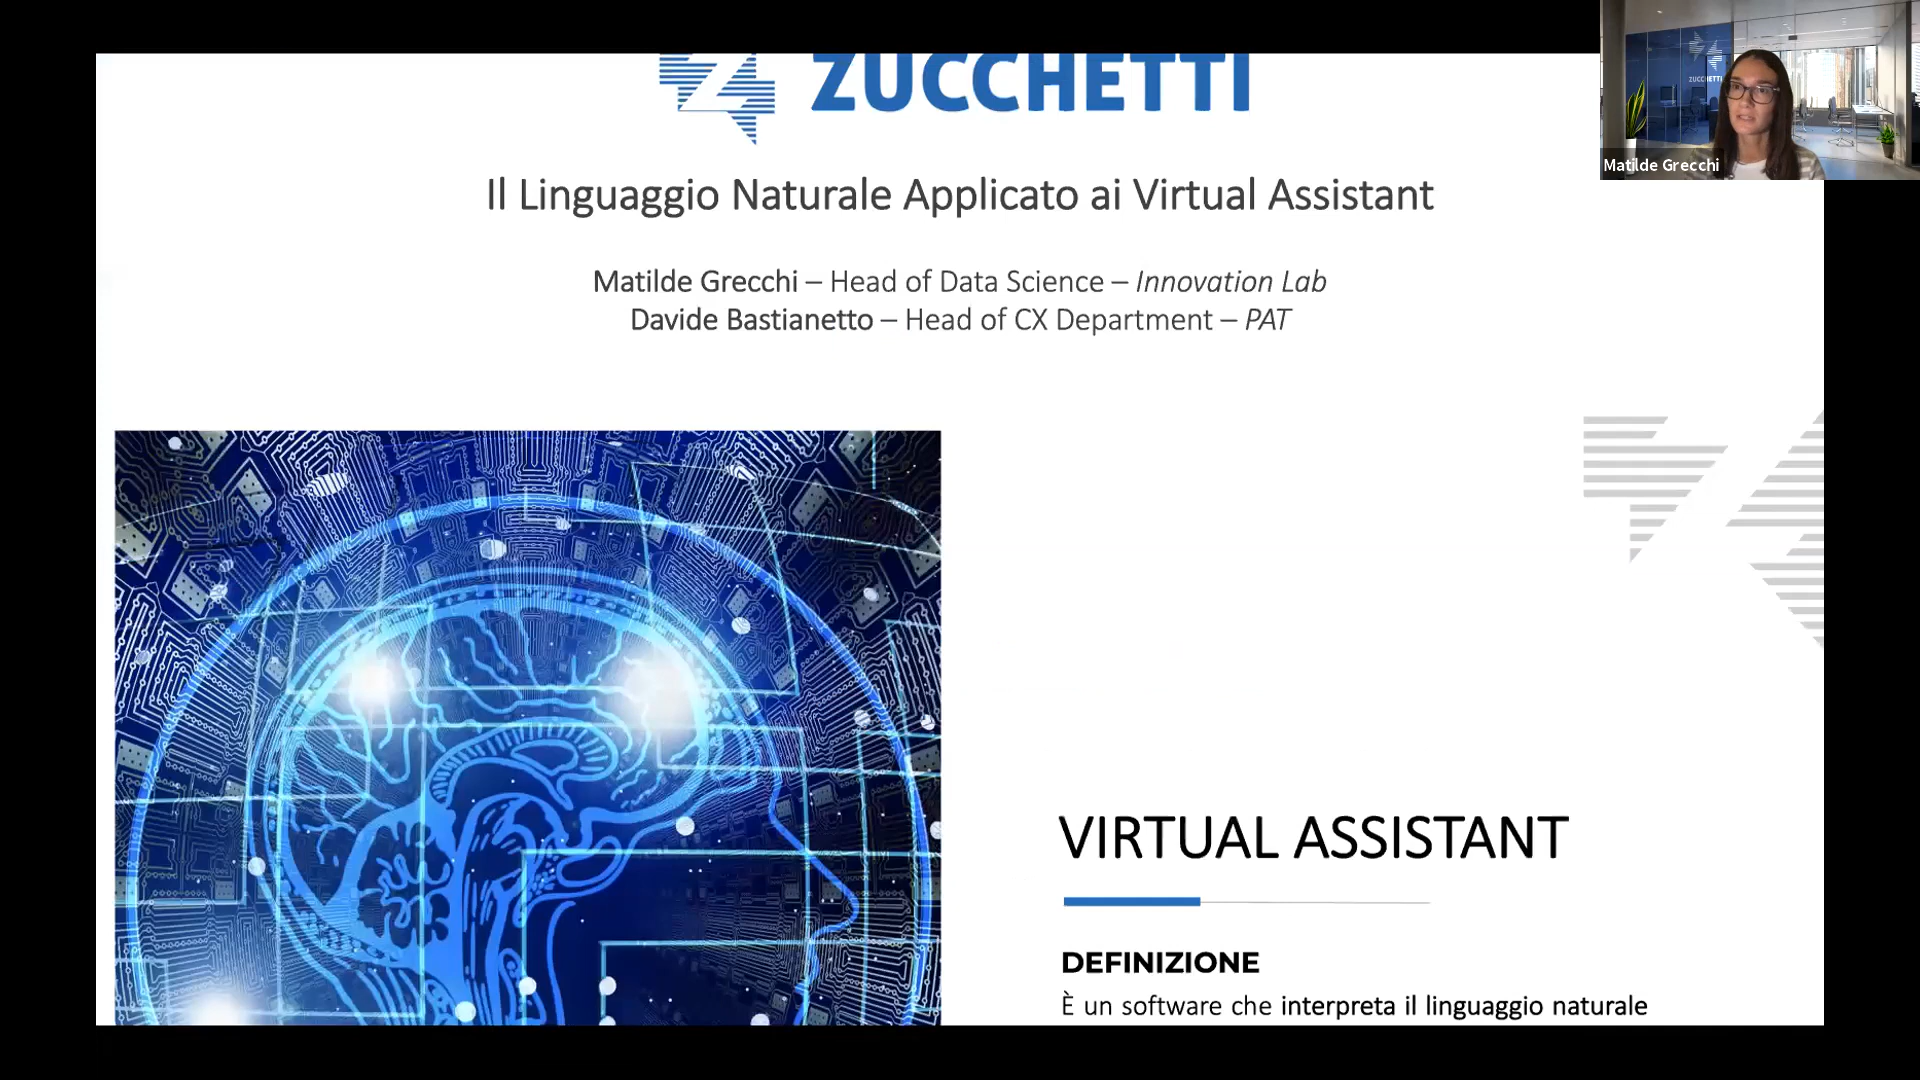 ZUCCHETTI
ZUCCHETTI
Matilde Grecchi
Il Linguaggio Naturale Applicato ai Virtual Assistant
Matilde Grecchi – Head of Data Science – Innovation Lab
Davide Bastianetto – Head of CX Department – PAT
VIRTUAL ASSISTANT
DEFINIZIONE
È un software che interpreta il linguaggio naturale